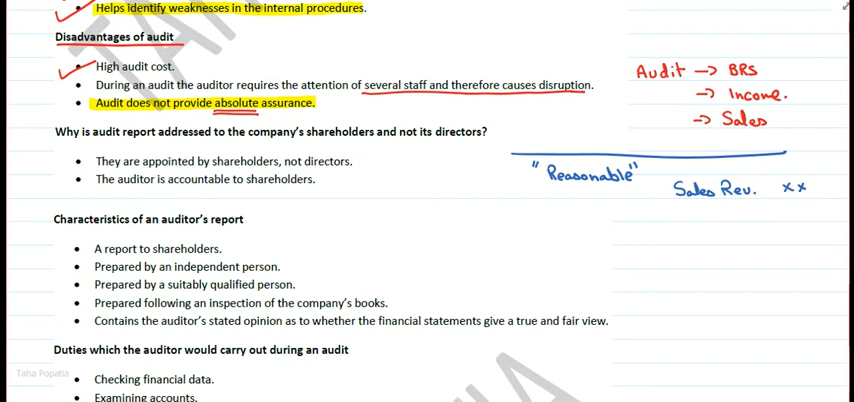 • Helps identify weaknesses in the internal procedures.
Disadvantages of audit
• High audit cost.
• During an audit the auditor requires the attention of several staff and therefore causes disruption.
• Audit does not provide absolute assurance.
Audit → BRS
→ Income.
→ Sales
Why is audit report addressed to the company's shareholders and not its directors?
• They are appointed by shareholders, not directors.
• The auditor is accountable to shareholders.
"Reasonable"
Sales Rev. xx
Characteristics of an auditor's report
• A report to shareholders.
• Prepared by an independent person.
• Prepared by a suitably qualified person.
• Prepared following an inspection of the company's books.
• Contains the auditor's stated opinion as to whether the financial statements give a true and fair view.
Duties which the auditor would carry out during an audit
Taha Popatia
• Checking financial data.
• Examining accounts.